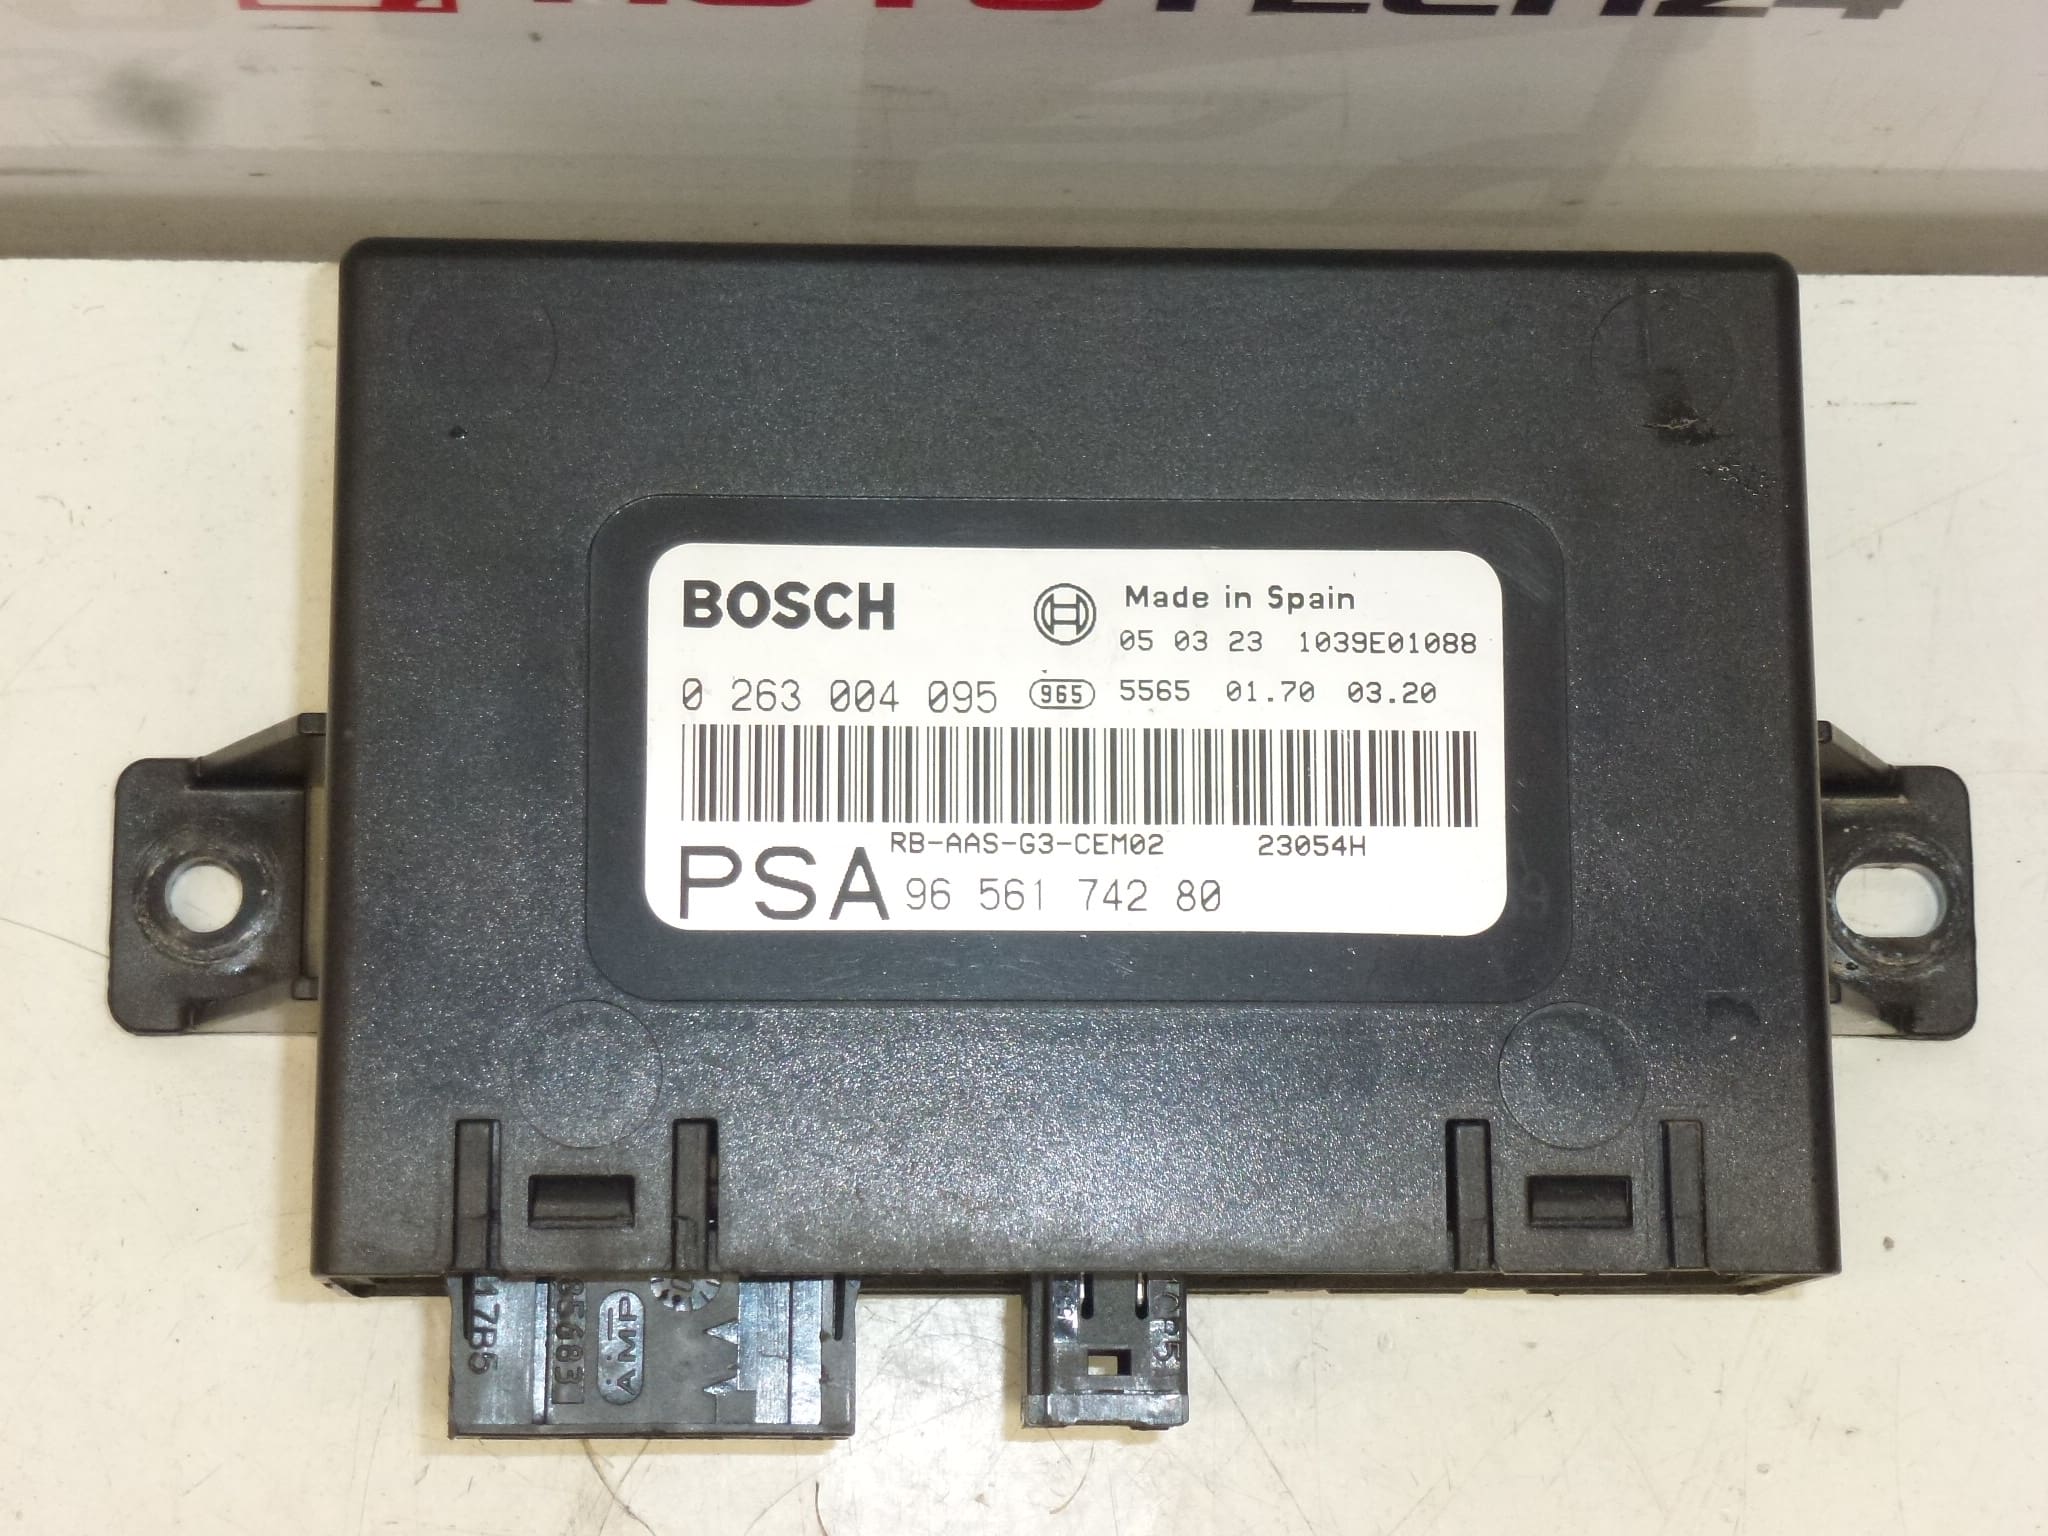 BOSCH
Made in Spain
05 03 23 1039E01088
0 263 004 095 965 5565 01.70 03.20
RB-AAS-G3-CEM02 23054H
PSA 96 561 742 80
17B5
AMP